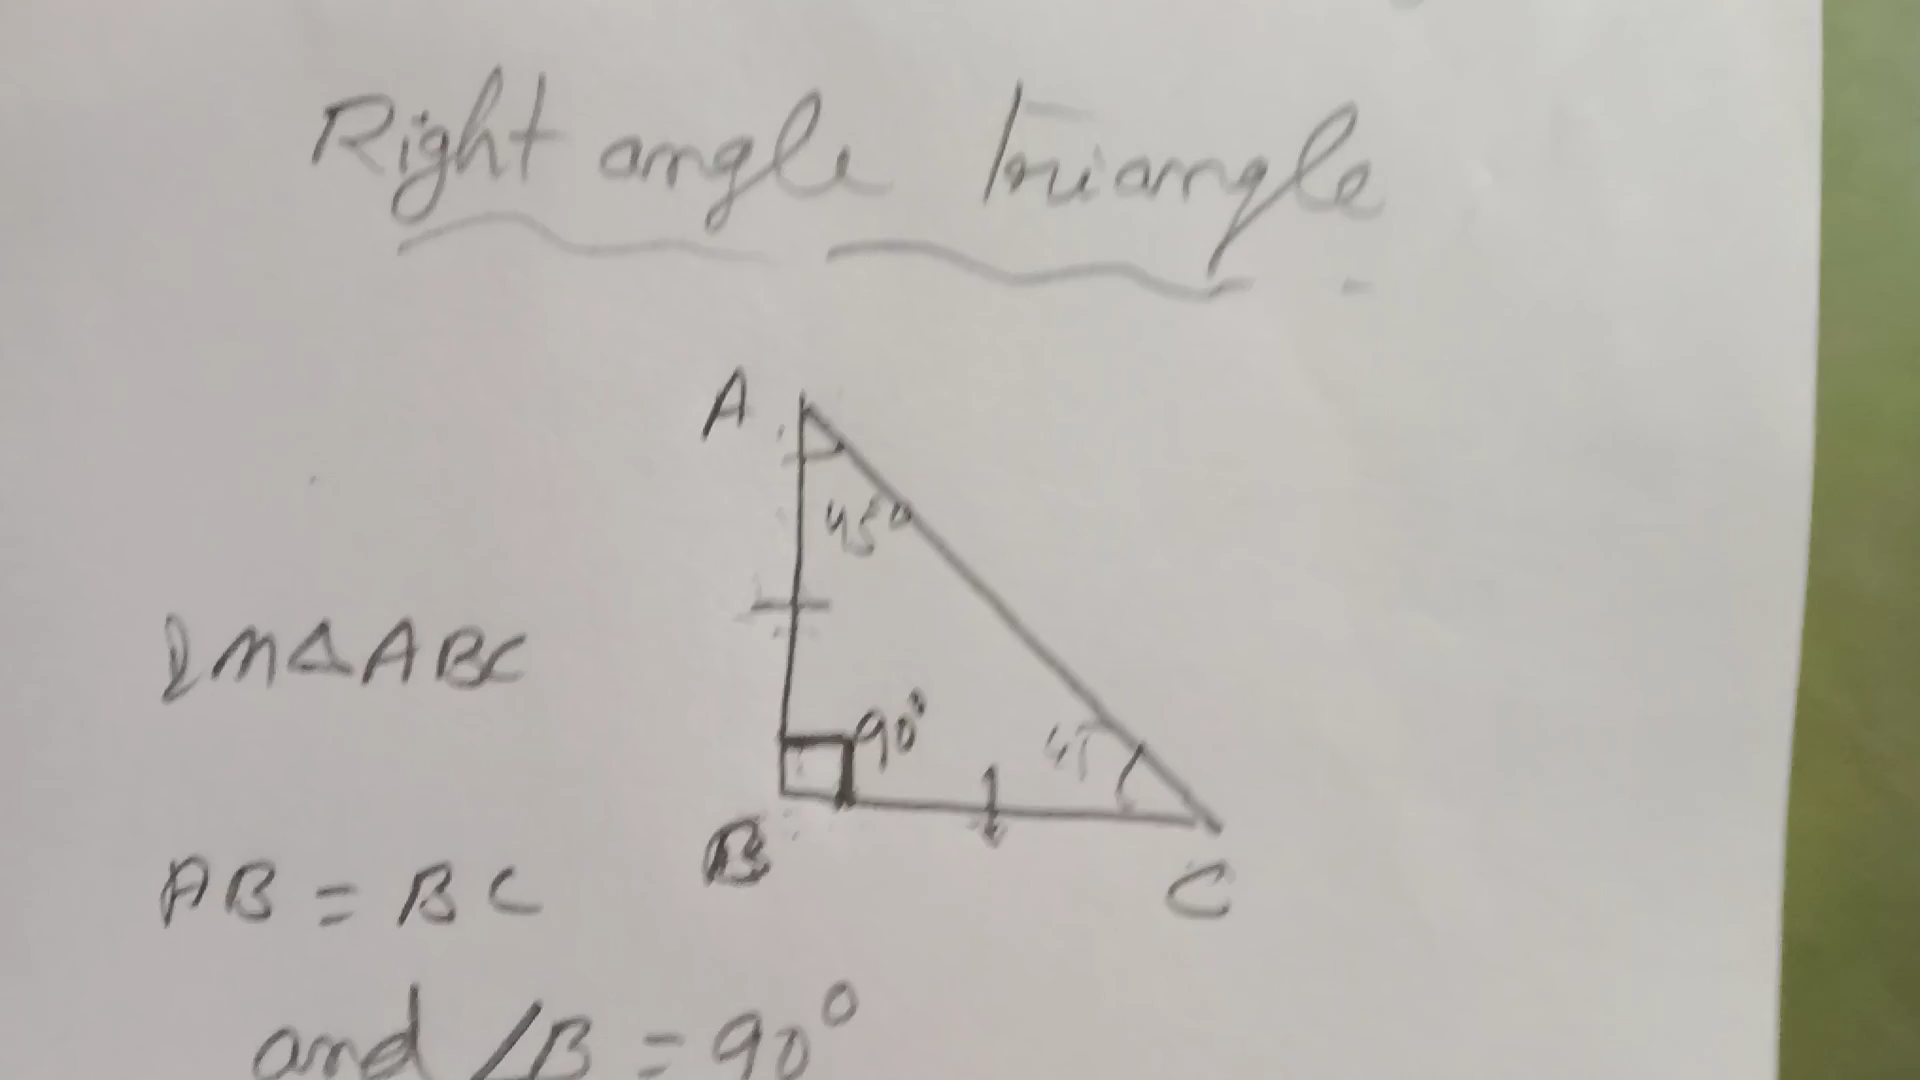 Right angle Triangle
A
45°
In △ABC
90°
45
B
C
AB = BC
and ∠B = 90°